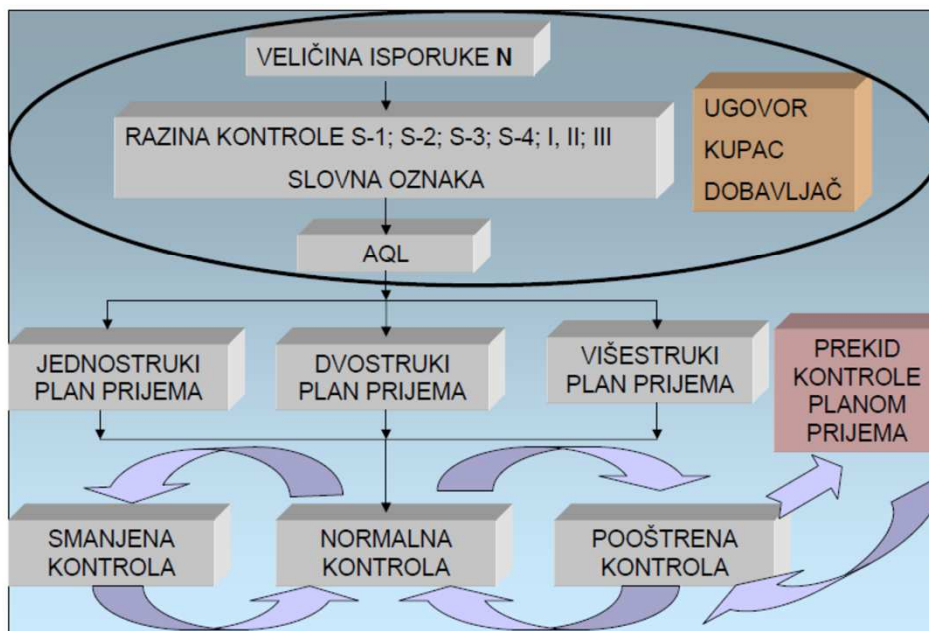 VELIČINA ISPORUKE N
RAZINA KONTROLE S-1; S-2; S-3; S-4; I, II; III
SLOVNA OZNAKA
UGOVOR
KUPAC
DOBAVLJAČ
AQL
JEDNOSTRUKI
PLAN PRIJEMA
DVOSTRUKI
PLAN PRIJEMA
VIŠESTRUKI
PLAN PRIJEMA
PREKID
KONTROLE
PLANOM
PRIJEMA
SMANJENA
KONTROLA
NORMALNA
KONTROLA
POOŠTRENA
KONTROLA